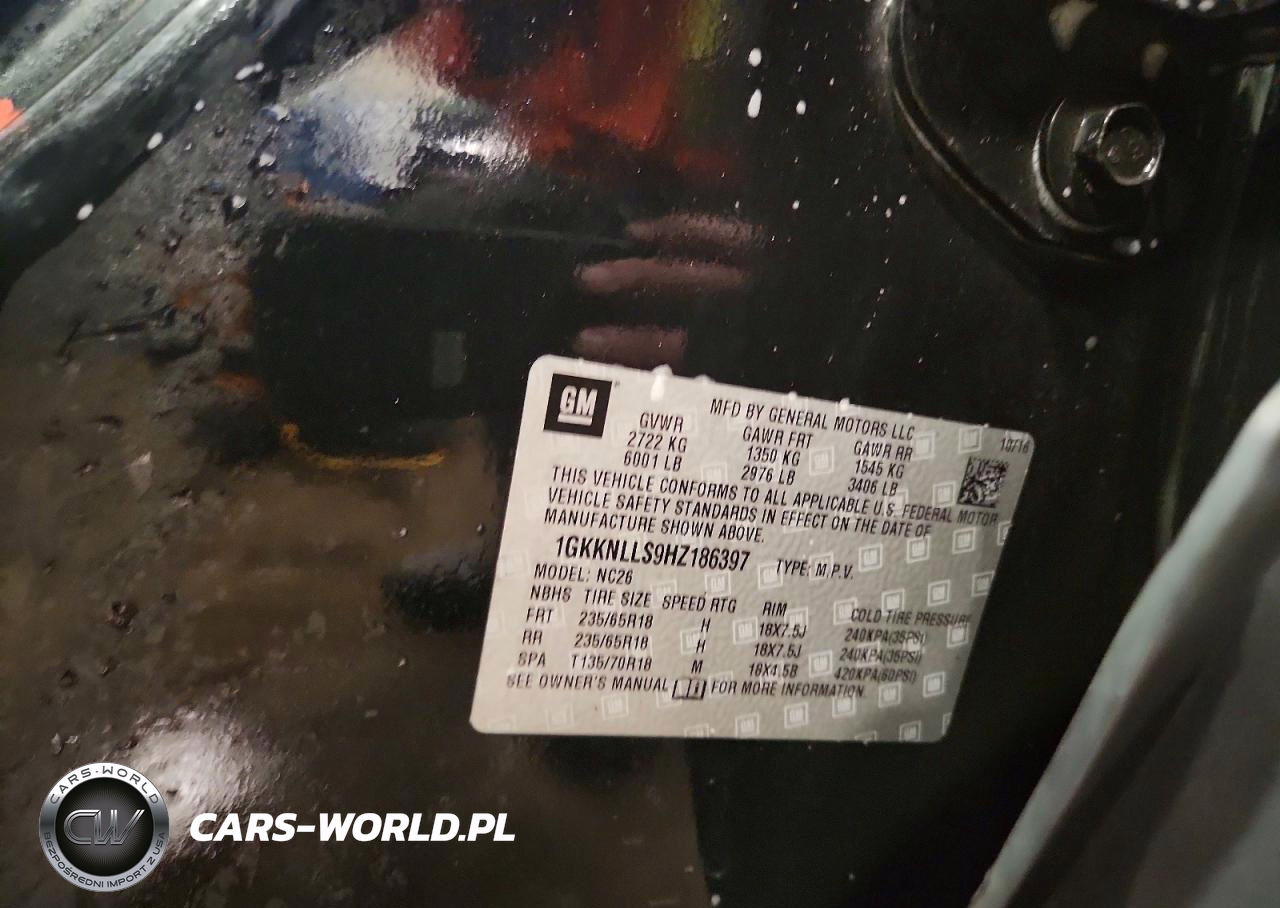 GM
MFD BY GENERAL MOTORS LLC
GVWR GAWR FRT GAWR RR
2722 KG 1350 KG 1545 KG
6001 LB 2976 LB 3406 LB
THIS VEHICLE CONFORMS TO ALL APPLICABLE U.S. FEDERAL MOTOR
VEHICLE SAFETY STANDARDS IN EFFECT ON THE DATE OF
MANUFACTURE SHOWN ABOVE.
1GKKNLLS9HZ186397 TYPE: M.P.V.
MODEL: NC26
NBHS TIRE SIZE SPEED RTG RIM COLD TIRE PRESSURE
FRT 235/65R18 H 18X7.5J 240KPA(35PSI)
RR 235/65R18 H 18X7.5J 240KPA(35PSI)
SPA T135/70R18 M 18X4.5B 420KPA(60PSI)
SEE OWNER'S MANUAL FOR MORE INFORMATION
CARS-WORLD
CW
BEZPOŚREDNI IMPORT Z USA
CARS-WORLD.PL